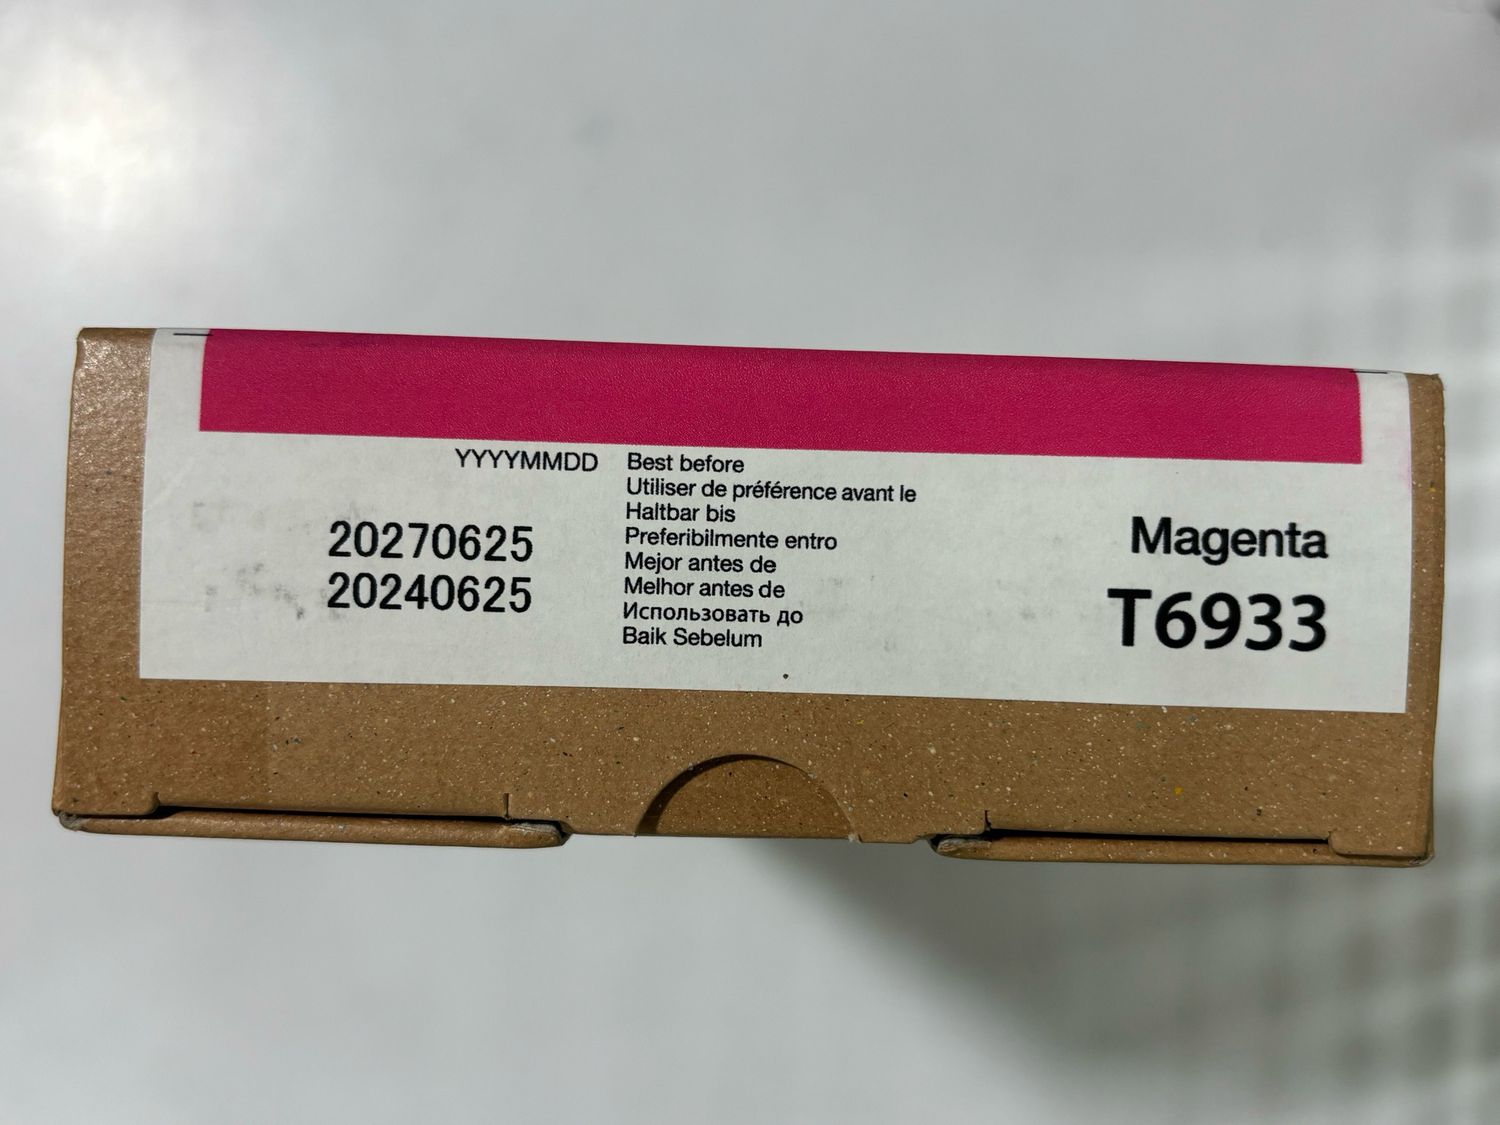 YYYYMMDD
20270625
20240625
Best before
Utiliser de préférence avant le
Haltbar bis
Preferibilmente entro
Mejor antes de
Melhor antes de
Использовать до
Baik Sebelum
Magenta
T6933